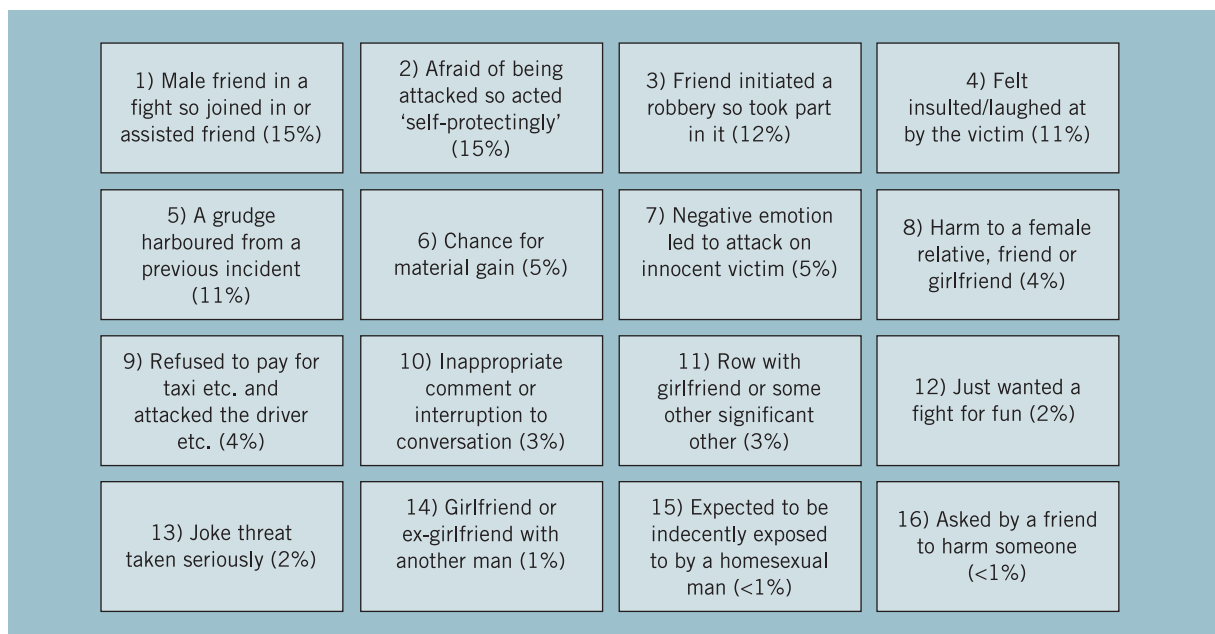 1) Male friend in a
fight so joined in or
assisted friend (15%)
2) Afraid of being
attacked so acted
‘self-protectingly’
(15%)
3) Friend initiated a
robbery so took part
in it (12%)
4) Felt
insulted/laughed at
by the victim (11%)
5) A grudge
harboured from a
previous incident
(11%)
6) Chance for
material gain (5%)
7) Negative emotion
led to attack on
innocent victim (5%)
8) Harm to a female
relative, friend or
girlfriend (4%)
9) Refused to pay for
taxi etc. and
attacked the driver
etc. (4%)
10) Inappropriate
comment or
interruption to
conversation (3%)
11) Row with
girlfriend or some
other significant
other (3%)
12) Just wanted a
fight for fun (2%)
13) Joke threat
taken seriously (2%)
14) Girlfriend or
ex-girlfriend with
another man (1%)
15) Expected to be
indecently exposed
to by a homesexual
man (<1%)
16) Asked by a friend
to harm someone
(<1%)